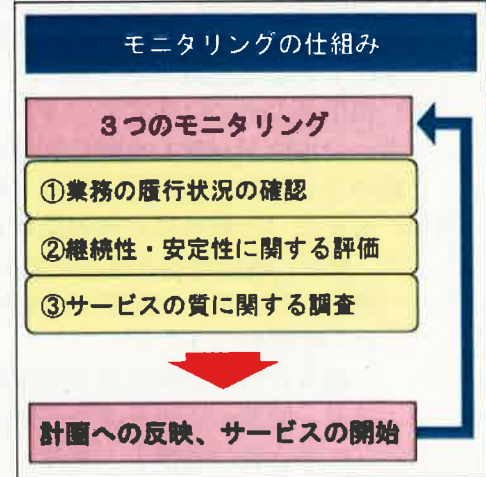 モニタリングの仕組み
3つのモニタリング
①業務の履行状況の確認
②継続性・安定性に関する評価
③サービスの質に関する調査
計画への反映、サービスの開始